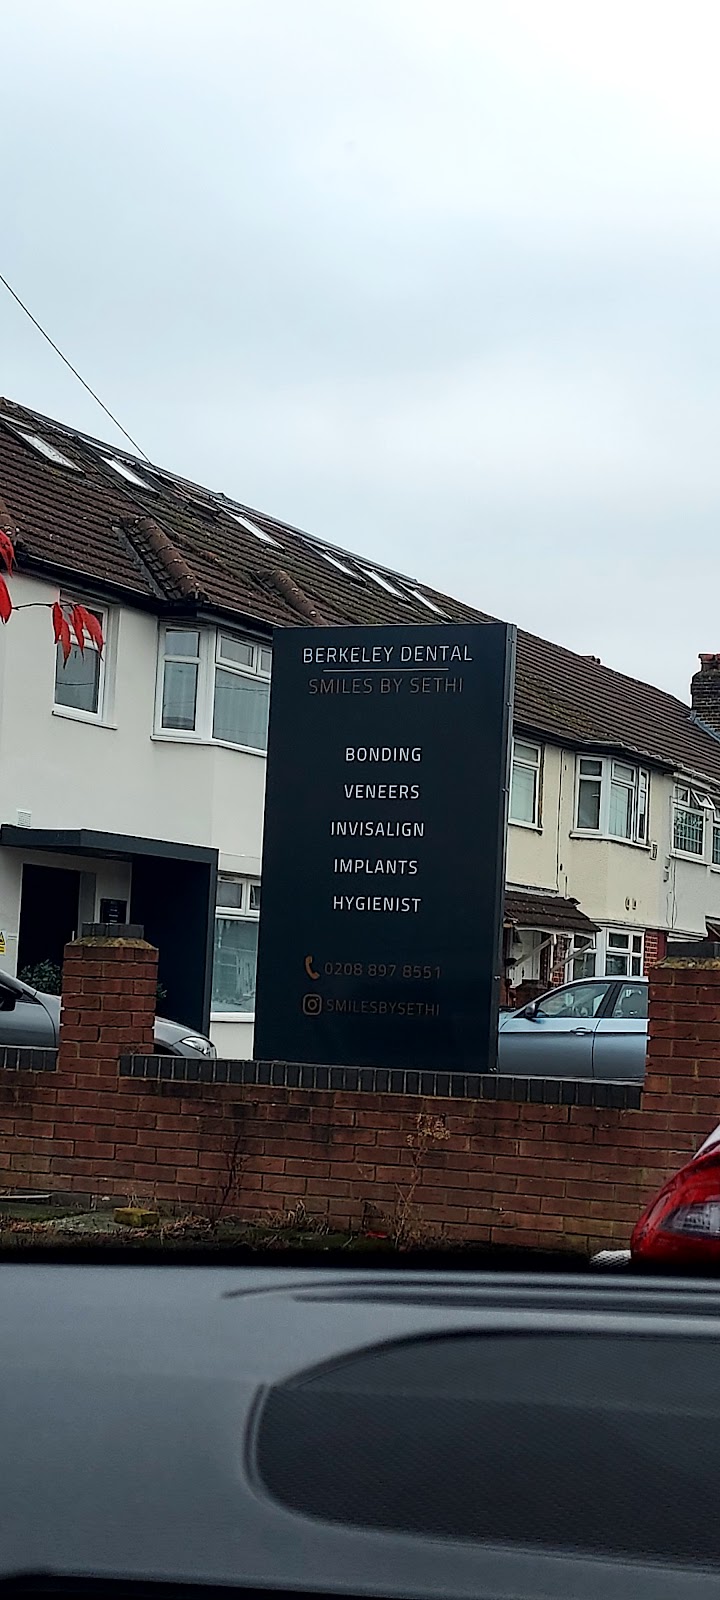 BERKELEY DENTAL
SMILES BY SETHI
BONDING
VENEERS
INVISALIGN
IMPLANTS
HYGIENIST
0208 897 8551
SMILESBYSETHI